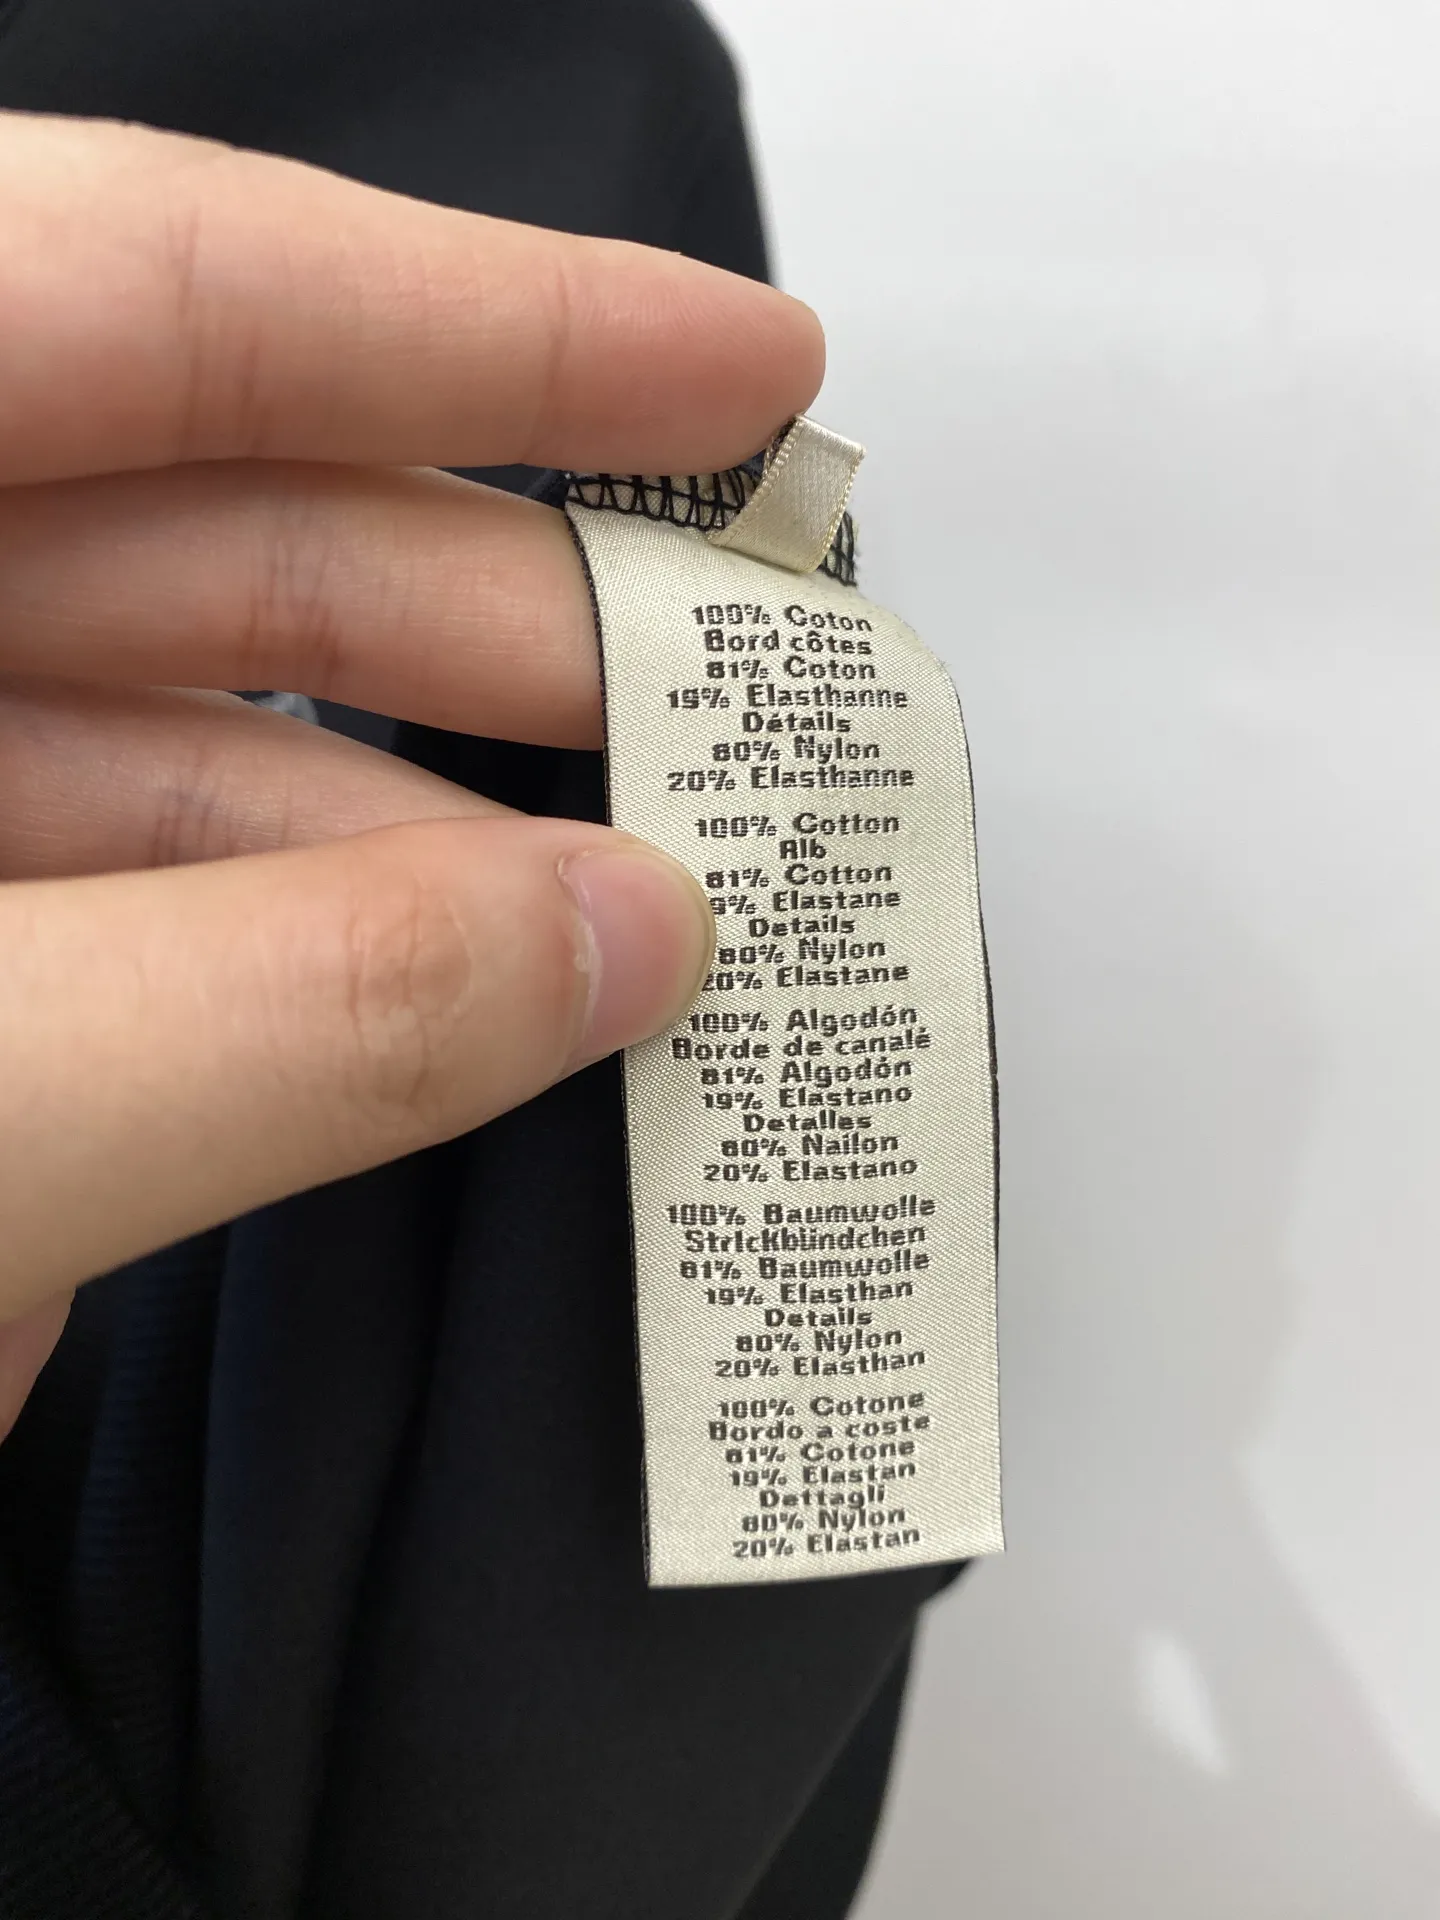 100% Coton
Bord côtes
81% Coton
19% Elasthanne
Détails
80% Nylon
20% Elasthanne
100% Cotton
Rib
81% Cotton
9% Elastane
Details
80% Nylon
20% Elastane
100% Algodón
Borde de canalé
81% Algodón
19% Elastano
Detalles
80% Nailon
20% Elastano
100% Baumwolle
Strickbündchen
81% Baumwolle
19% Elasthan
Details
80% Nylon
20% Elasthan
100% Cotone
Bordo a coste
81% Cotone
19% Elastan
Dettagli
80% Nylon
20% Elastan